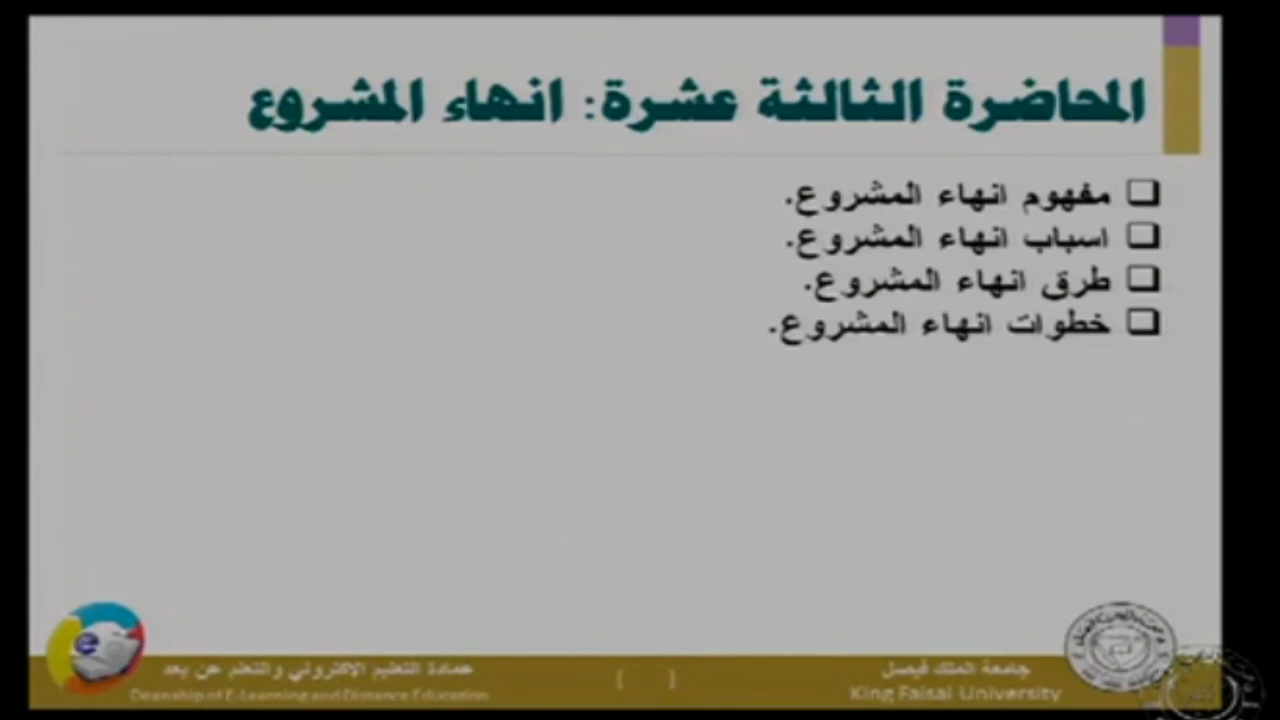 المحاضرة الثالثة عشرة: انهاء المشروع
مفهوم انهاء المشروع.
اسباب انهاء المشروع.
طرق انهاء المشروع.
خطوات انهاء المشروع.
عمادة التعليم الإلكتروني والتعلم عن بعد
Deanship of E-Learning and Distance Education
[ ]
جامعة الملك فيصل
King Faisal University